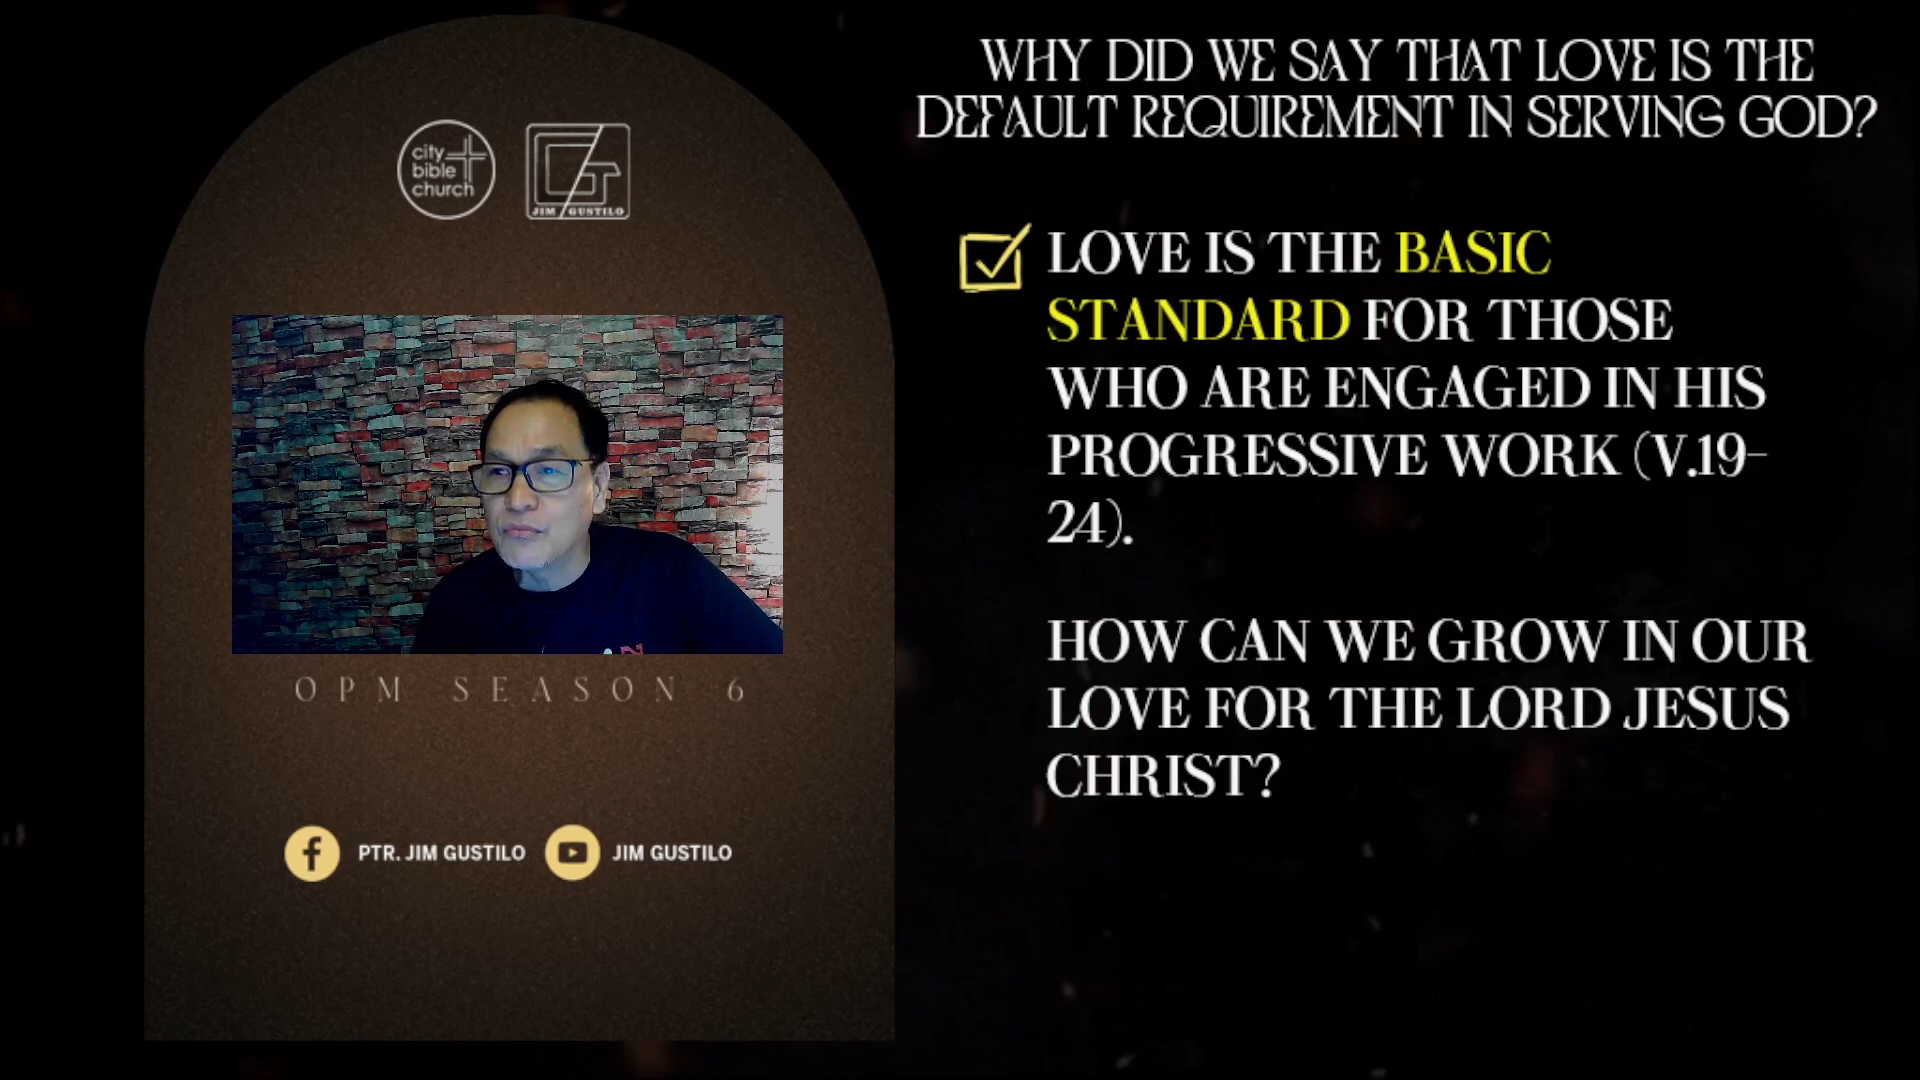 city
bible
church
JIM GUSTILO
OPM SEASON 6
PTR. JIM GUSTILO
JIM GUSTILO
WHY DID WE SAY THAT LOVE IS THE
DEFAULT REQUIREMENT IN SERVING GOD?
LOVE IS THE BASIC
STANDARD FOR THOSE
WHO ARE ENGAGED IN HIS
PROGRESSIVE WORK (V.19-
24).
HOW CAN WE GROW IN OUR
LOVE FOR THE LORD JESUS
CHRIST?